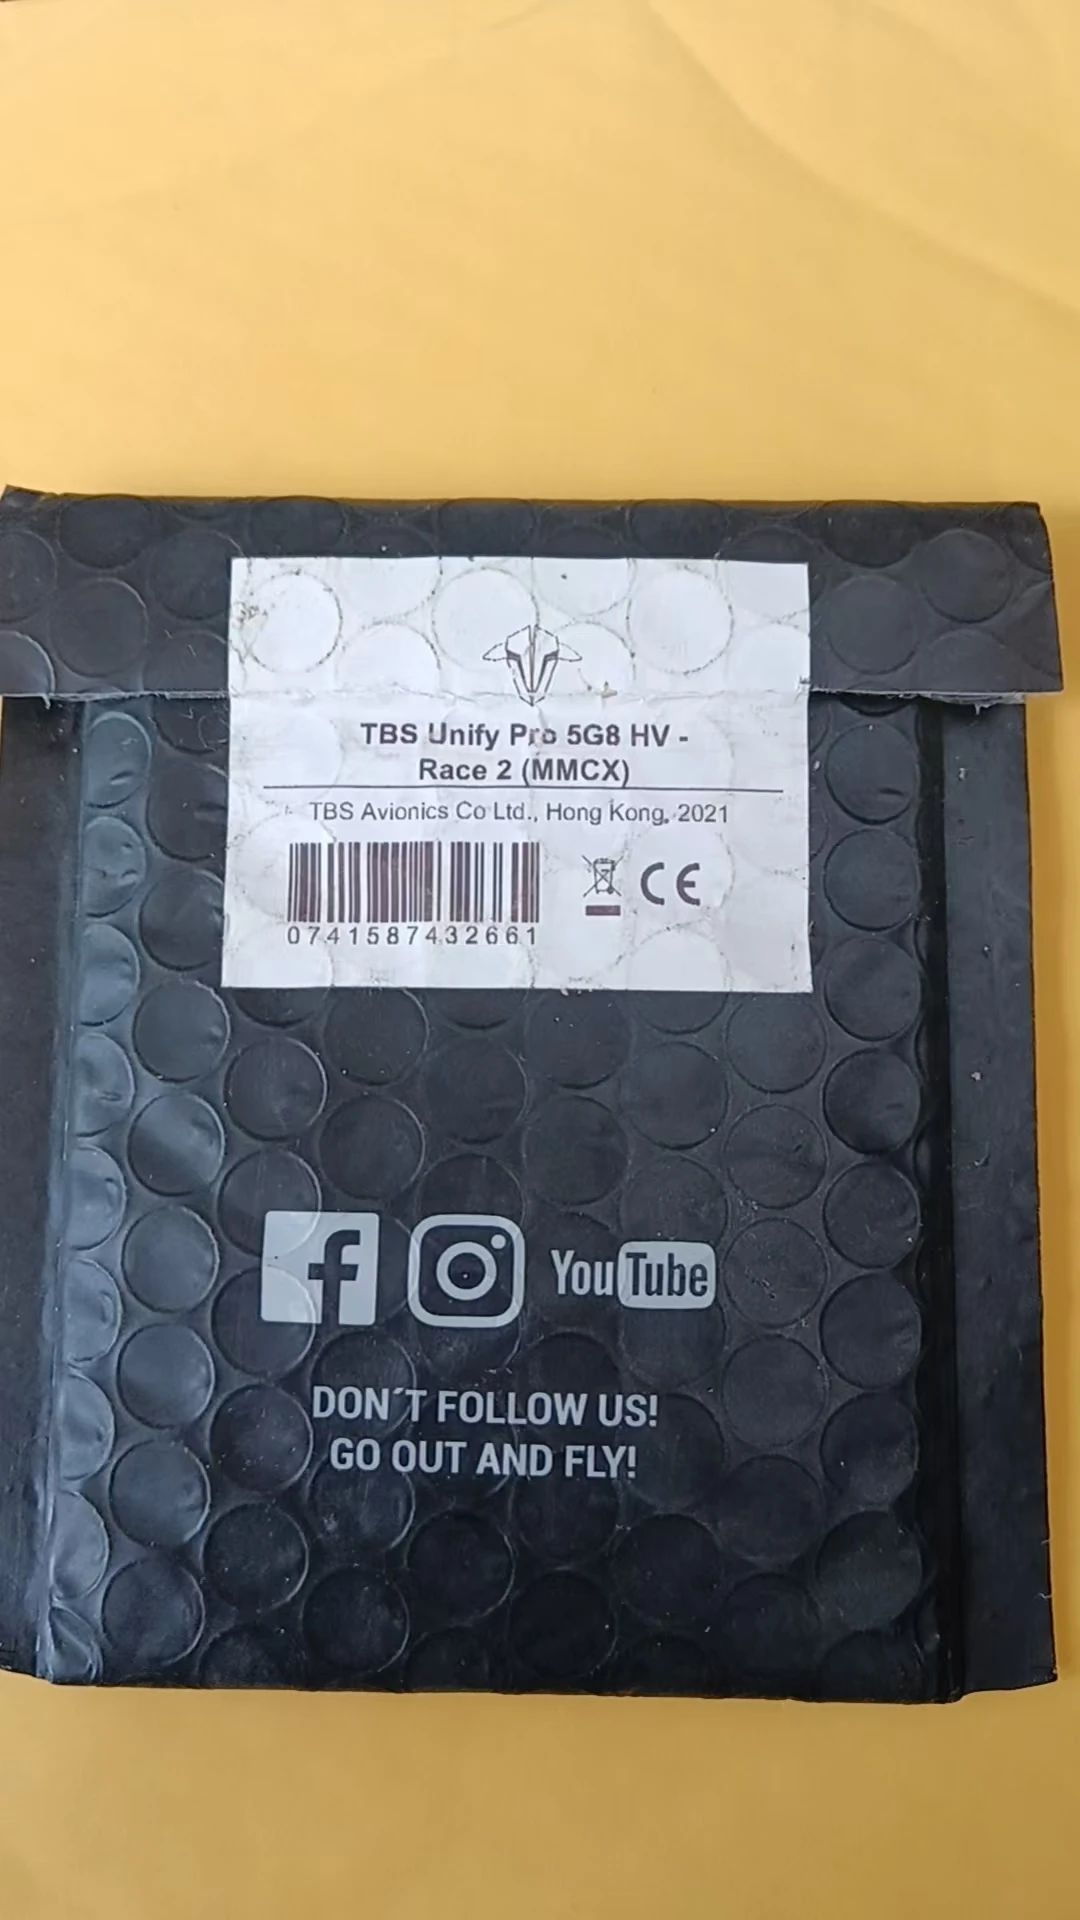 TBS Unify Pro 5G8 HV -
Race 2 (MMCX)
TBS Avionics Co Ltd., Hong Kong, 2021
CE
0741587432661
f
YouTube
DON´T FOLLOW US!
GO OUT AND FLY!